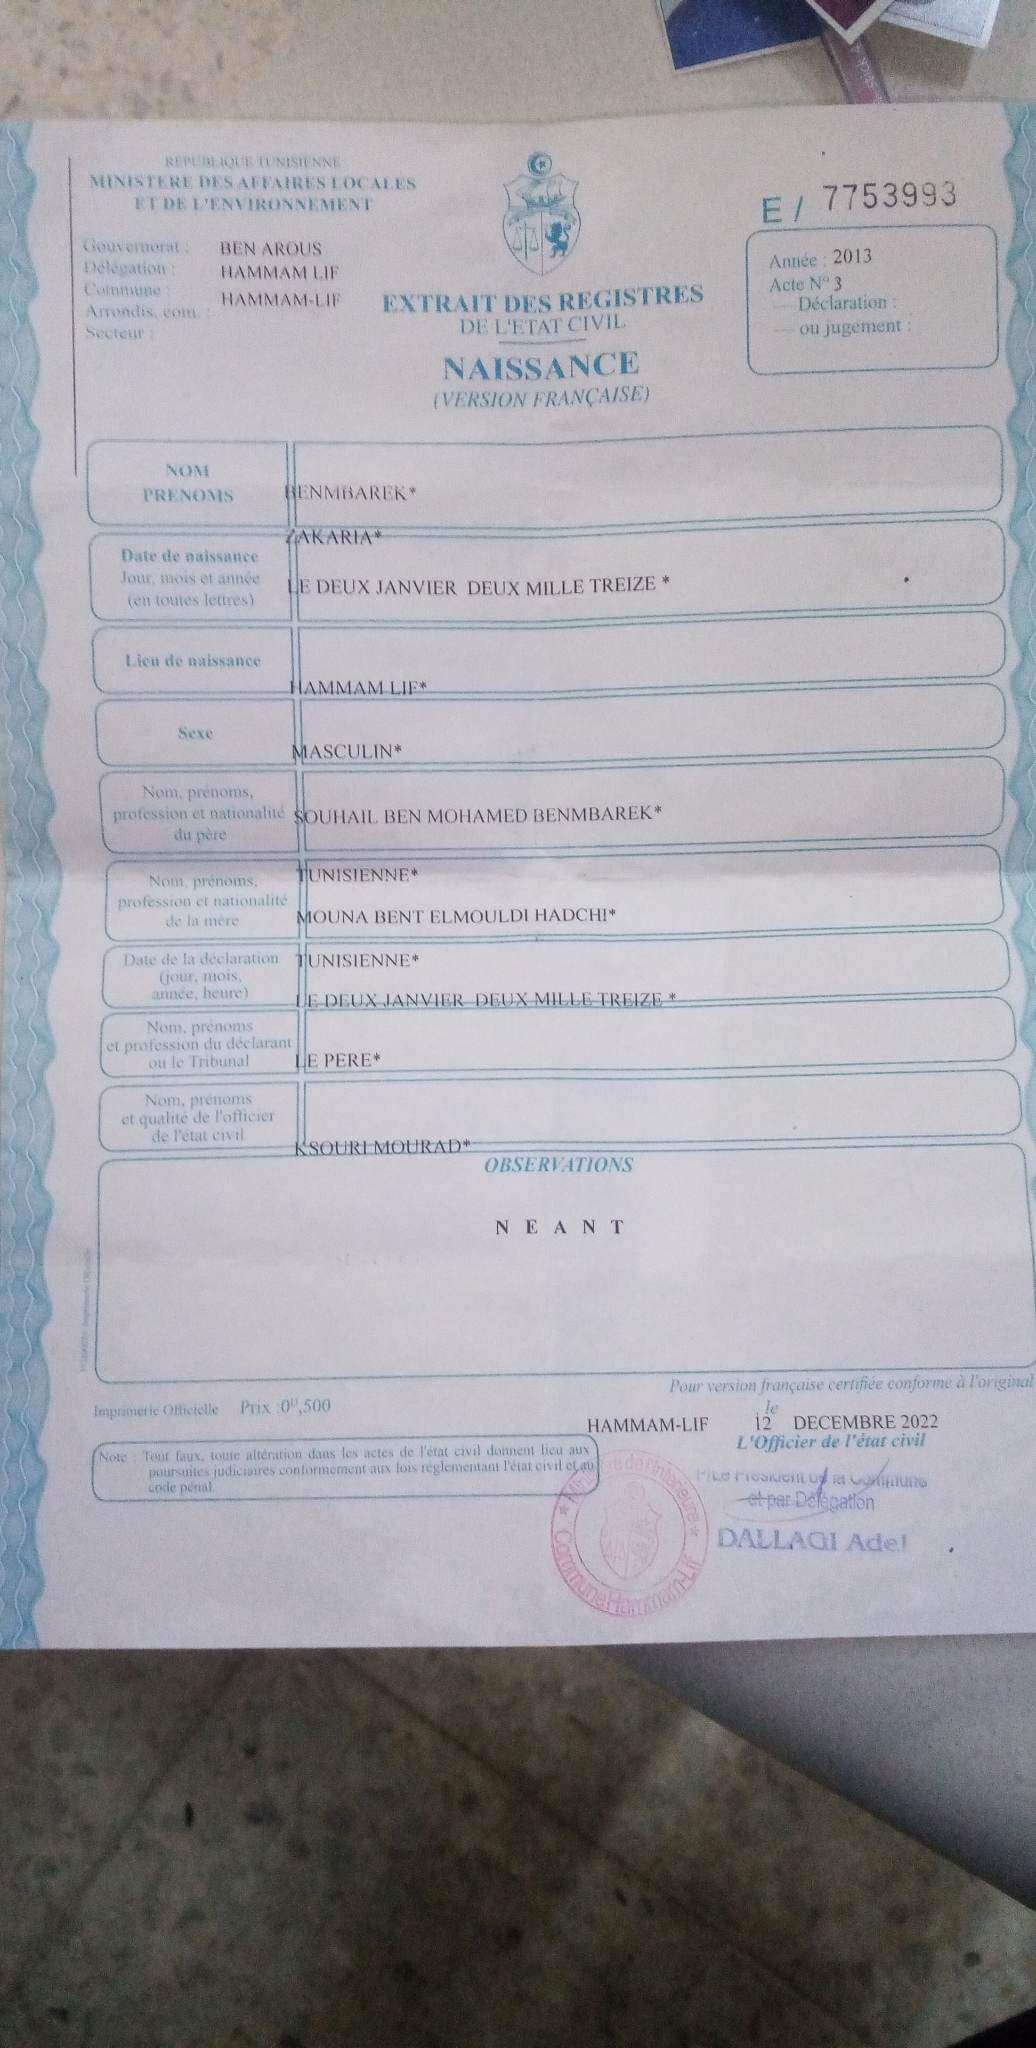 REPUBLIQUE TUNISIENNE
MINISTERE DES AFFAIRES LOCALES
ET DE L'ENVIRONNEMENT
Gouvernorat : BEN AROUS
Délégation : HAMMAM LIF
Commune : HAMMAM-LIF
Arrondis. com. :
Secteur :
EXTRAIT DES REGISTRES
DE L'ETAT CIVIL
NAISSANCE
(VERSION FRANÇAISE)
E / 7753993
Année : 2013
Acte N° 3
— Déclaration :
— ou jugement :
NOM
PRENOMS
BENMBAREK*
ZAKARIA*
Date de naissance
Jour, mois et année
(en toutes lettres)
LE DEUX JANVIER DEUX MILLE TREIZE *
Lieu de naissance
HAMMAM LIF*
Sexe
MASCULIN*
Nom, prénoms,
profession et nationalité
du père
SOUHAIL BEN MOHAMED BENMBAREK*
TUNISIENNE*
Nom, prénoms,
profession et nationalité
de la mère
MOUNA BENT ELMOULDI HADCHI*
TUNISIENNE*
Date de la déclaration
(jour, mois,
année, heure)
LE DEUX JANVIER DEUX MILLE TREIZE *
Nom, prénoms
et profession du déclarant
ou le Tribunal
LE PERE*
Nom, prénoms
et qualité de l'officier
de l'état civil
KSOURI MOURAD*
OBSERVATIONS
N E A N T
Pour version française certifiée conforme à l'original
Imprimerie Officielle Prix :0ᴰ,500
le
HAMMAM-LIF 12 DECEMBRE 2022
L'Officier de l'état civil
Note : Tout faux, toute altération dans les actes de l'état civil donnent lieu aux
poursuites judiciaires conformement aux lois réglementant l'état civil et au
code pénal.
P/Le Président de la Commune
et par Délégation
DALLAGI Adel
Commune Hammam-Lif